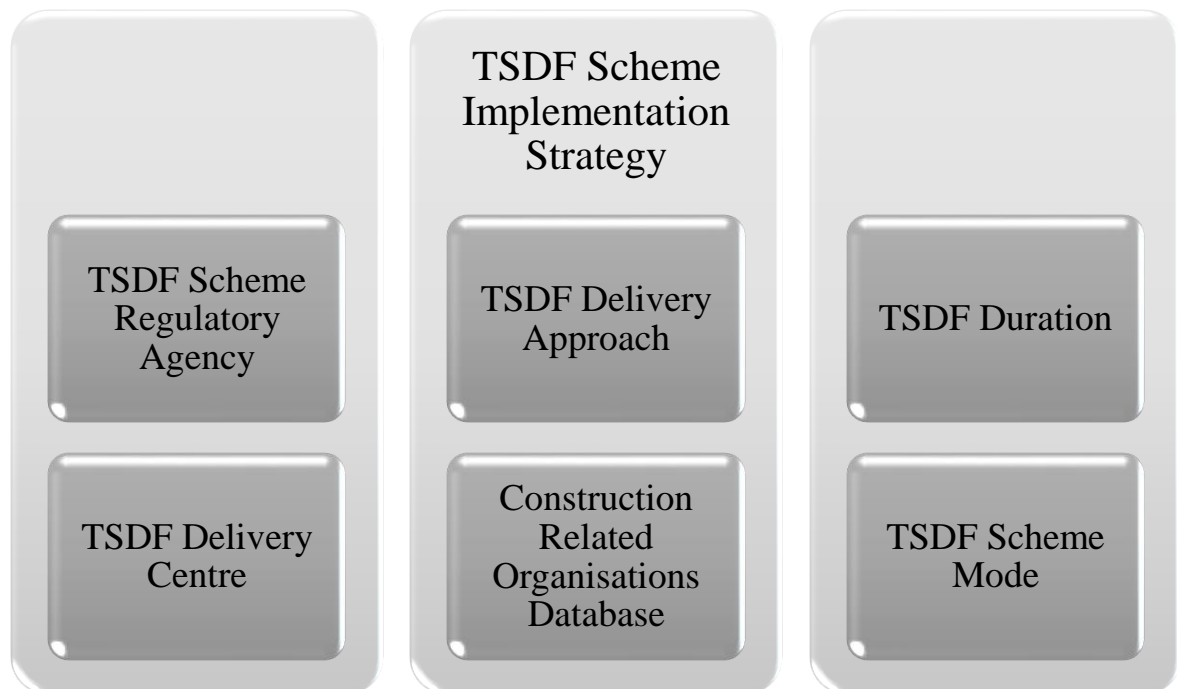 TSDF Scheme
Implementation
Strategy
TSDF Scheme
Regulatory
Agency
TSDF Delivery
Approach
TSDF Duration
TSDF Delivery
Centre
Construction
Related
Organisations
Database
TSDF Scheme
Mode